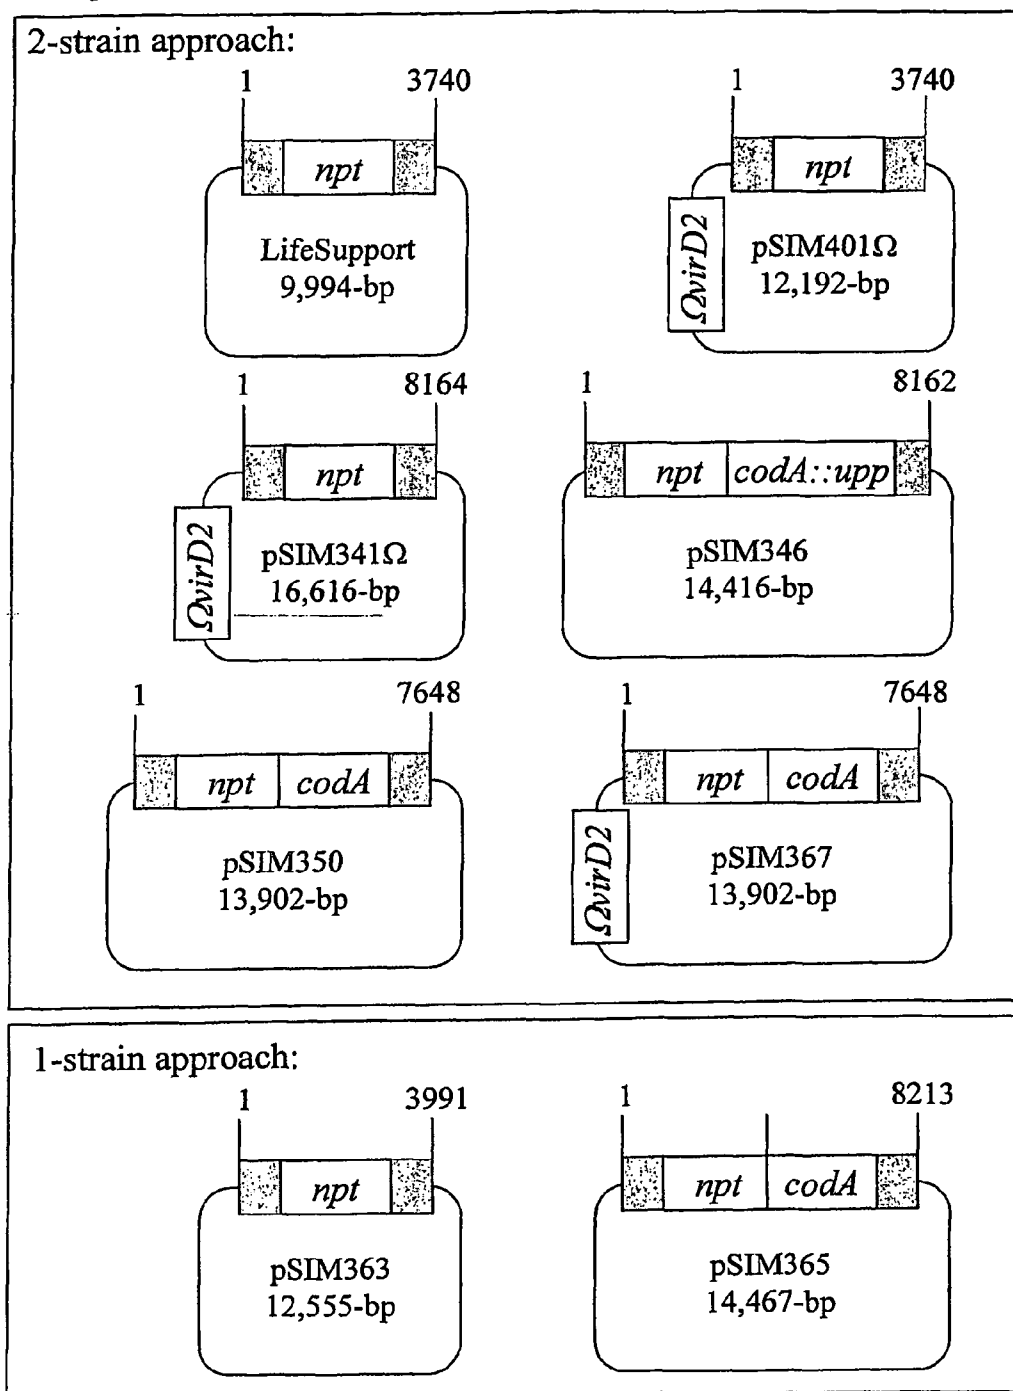 2-strain approach:
1 3740
npt
LifeSupport
9,994-bp
1 3740
npt
ΩvirD2
pSIM401Ω
12,192-bp
1 8164
npt
ΩvirD2
pSIM341Ω
16,616-bp
1 8162
npt codA::upp
pSIM346
14,416-bp
1 7648
npt codA
pSIM350
13,902-bp
1 7648
npt codA
ΩvirD2
pSIM367
13,902-bp
1-strain approach:
1 3991
npt
pSIM363
12,555-bp
1 8213
npt codA
pSIM365
14,467-bp